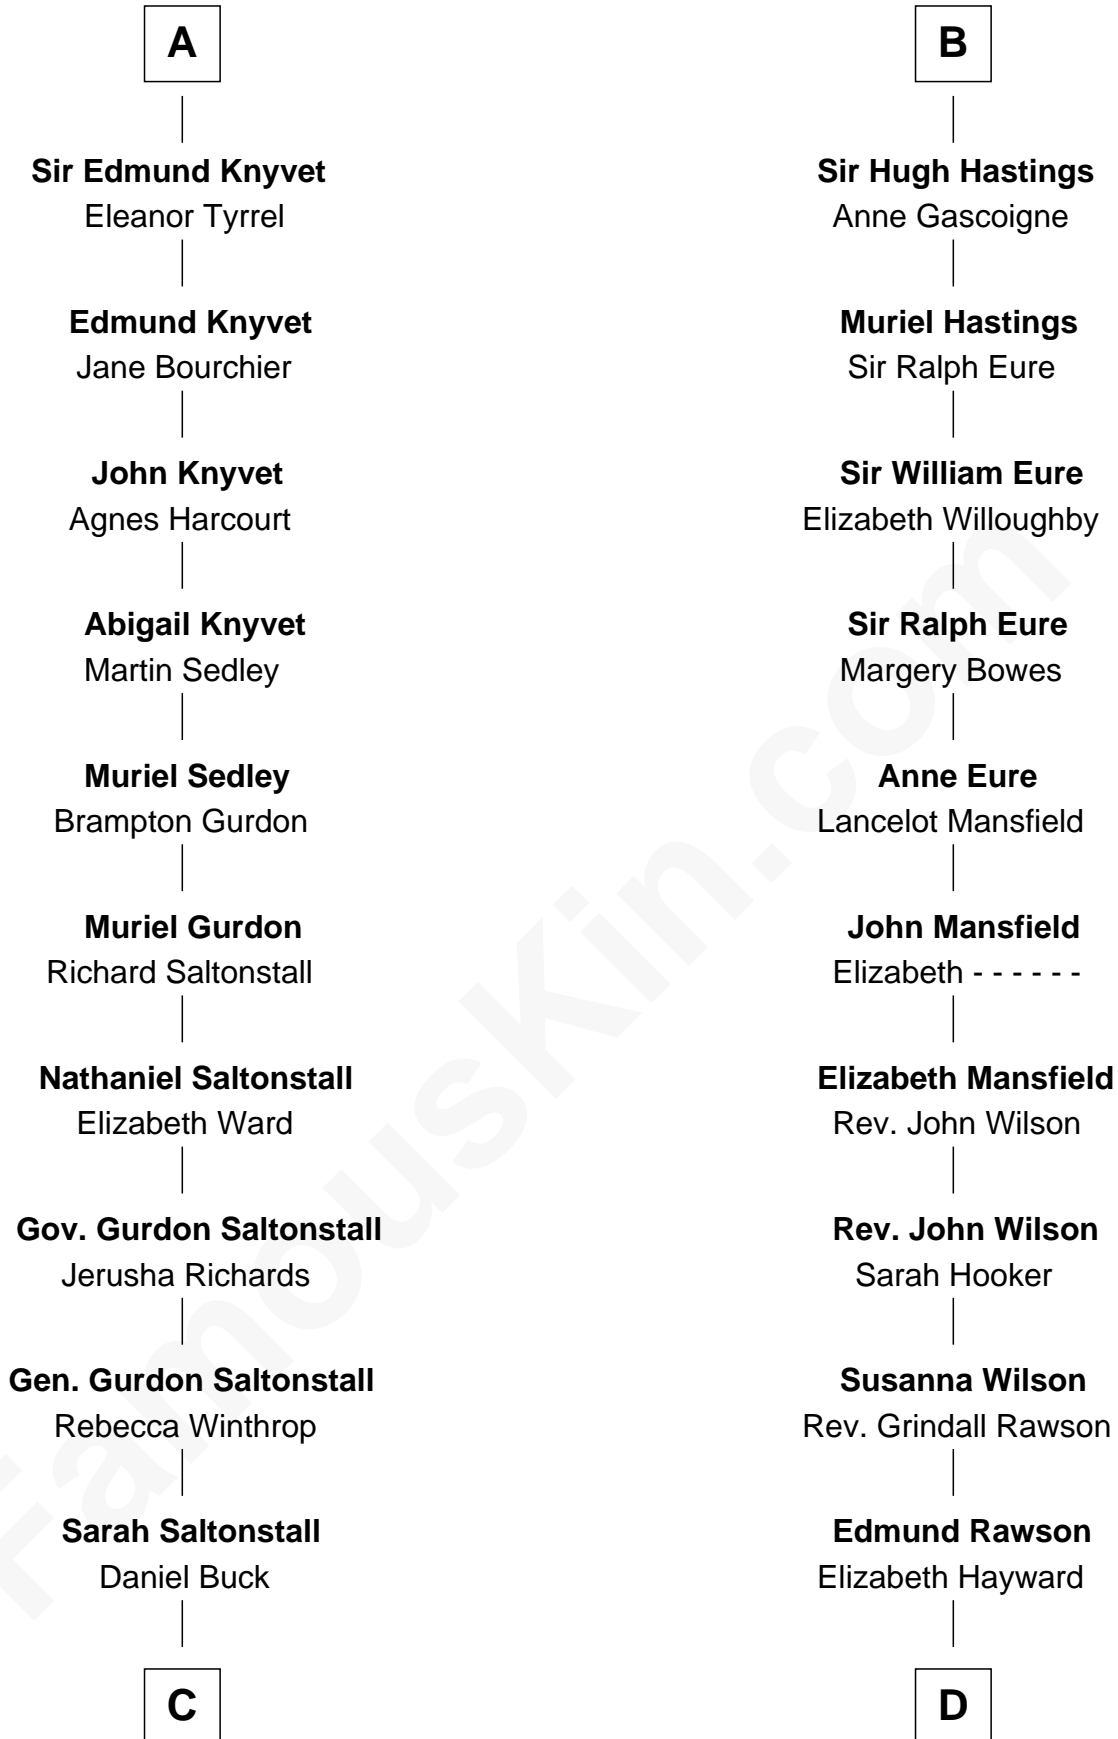 A
Sir Edmund Knyvet
Eleanor Tyrrel
Edmund Knyvet
Jane Bourchier
John Knyvet
Agnes Harcourt
Abigail Knyvet
Martin Sedley
Muriel Sedley
Brampton Gurdon
Muriel Gurdon
Richard Saltonstall
Nathaniel Saltonstall
Elizabeth Ward
Gov. Gurdon Saltonstall
Jerusha Richards
Gen. Gurdon Saltonstall
Rebecca Winthrop
Sarah Saltonstall
Daniel Buck
C
B
Sir Hugh Hastings
Anne Gascoigne
Muriel Hastings
Sir Ralph Eure
Sir William Eure
Elizabeth Willoughby
Sir Ralph Eure
Margery Bowes
Anne Eure
Lancelot Mansfield
John Mansfield
Elizabeth - - - - - -
Elizabeth Mansfield
Rev. John Wilson
Rev. John Wilson
Sarah Hooker
Susanna Wilson
Rev. Grindall Rawson
Edmund Rawson
Elizabeth Hayward
D
FamousKin.com